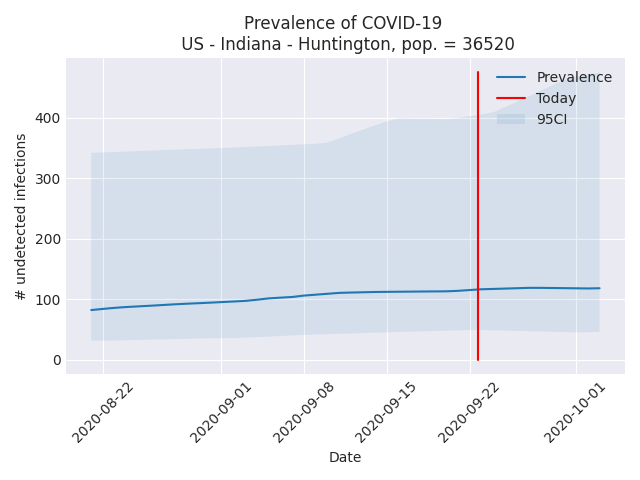 Prevalence of COVID-19
US - Indiana - Huntington, pop. = 36520
Prevalence
Today
95CI
# undetected infections
400
300
200
100
0
2020-08-22
2020-09-01
2020-09-08
2020-09-15
2020-09-22
2020-10-01
Date